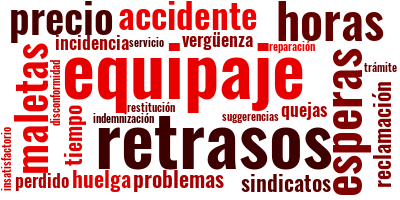 precio
accidente
horas
incidencia
servicio
vergüenza
reparación
equipaje
maletas
disconformidad
esperas
trámite
restitución
indemnización
suggerencias
quejas
reclamación
tiempo
retrasos
insatisfactorio
perdido
huelga
problemas
sindicatos